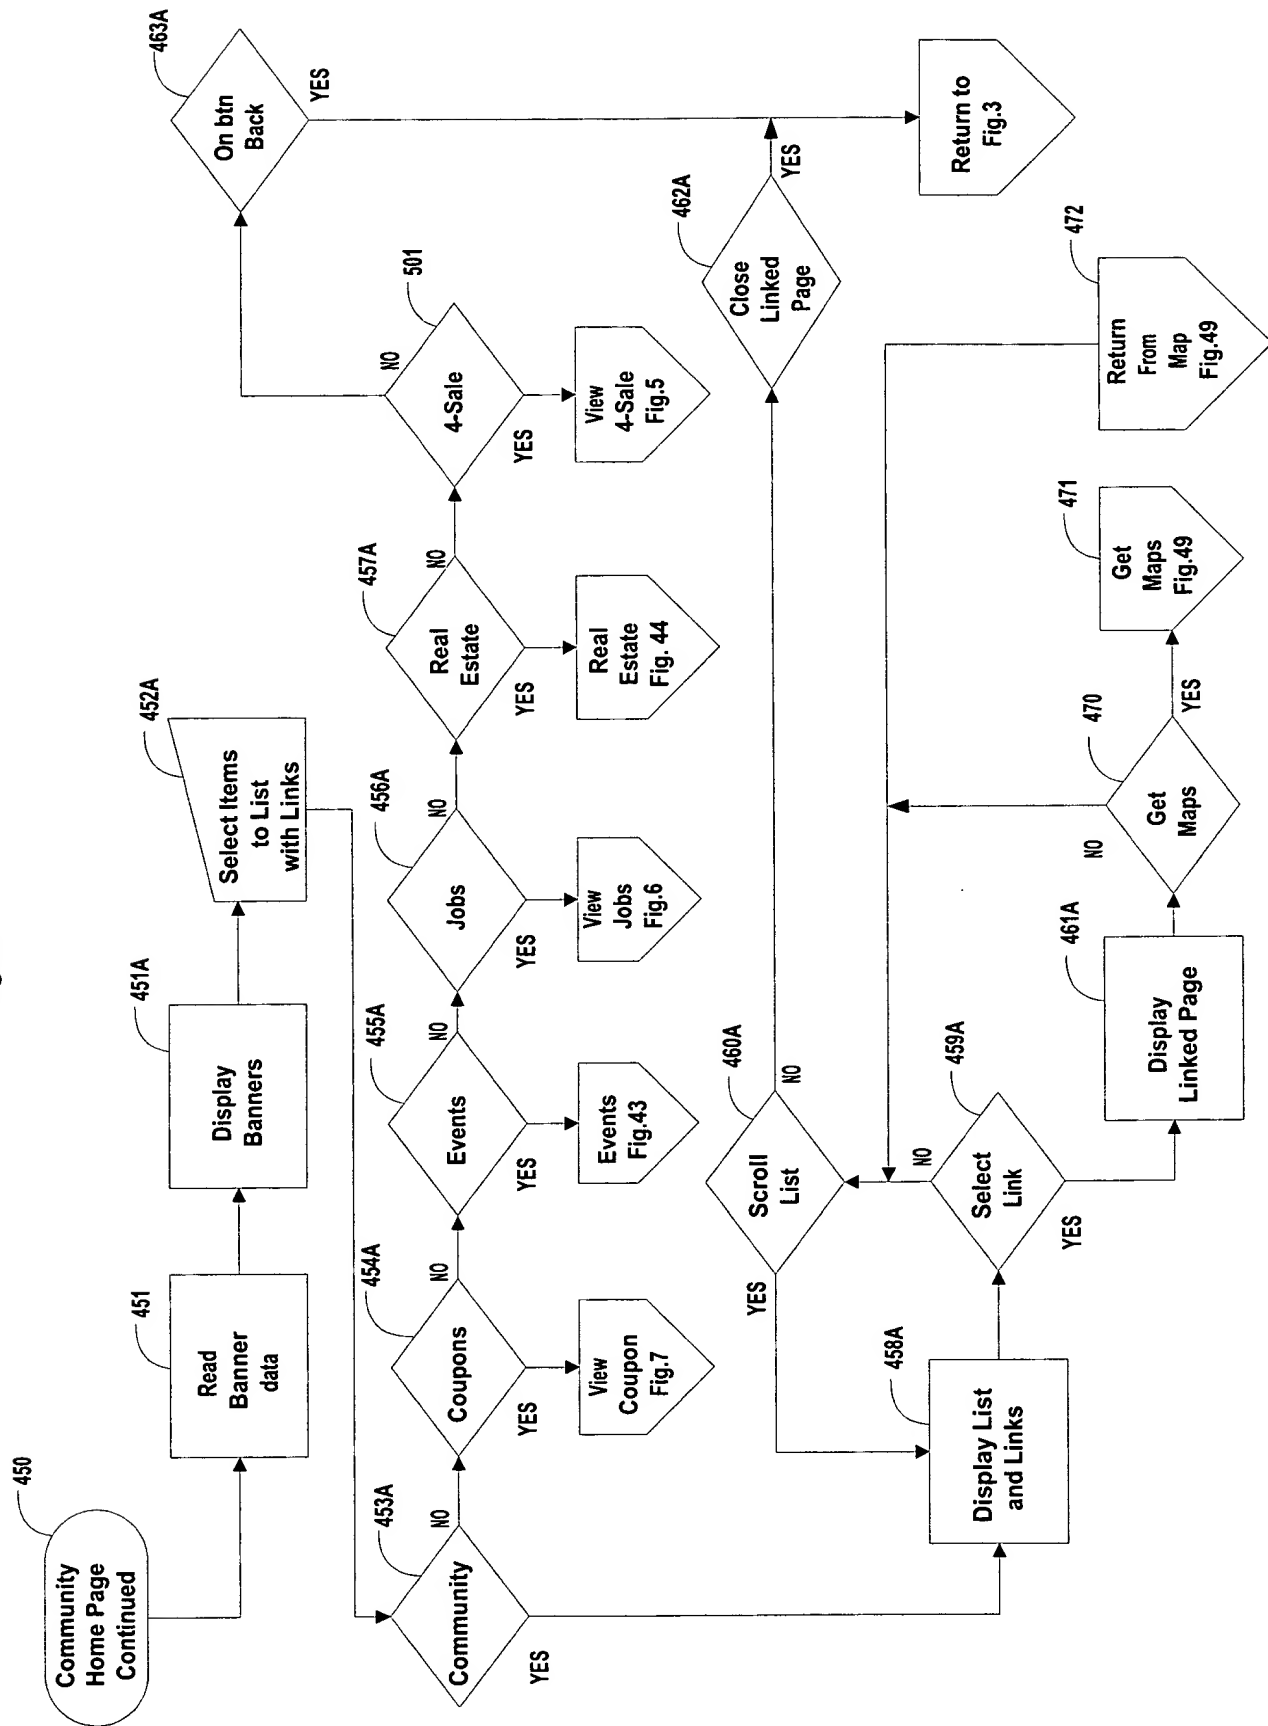 450
Community
Home Page
Continued
451
Read
Banner
data
451A
Display
Banners
452A
Select Items
to List
with Links
453A
Community
NO
YES
454A
Coupons
NO
YES
View
Coupon
Fig.7
455A
Events
NO
YES
Events
Fig.43
456A
Jobs
NO
YES
View
Jobs
Fig.6
457A
Real
Estate
NO
YES
Real
Estate
Fig. 44
501
4-Sale
NO
YES
View
4-Sale
Fig.5
463A
On btn
Back
YES
458A
Display List
and Links
459A
Select
Link
NO
YES
460A
Scroll
List
YES
NO
462A
Close
Linked
Page
YES
Return to
Fig.3
461A
Display
Linked Page
470
Get
Maps
NO
YES
471
Get
Maps
Fig.49
472
Return
From
Map
Fig.49